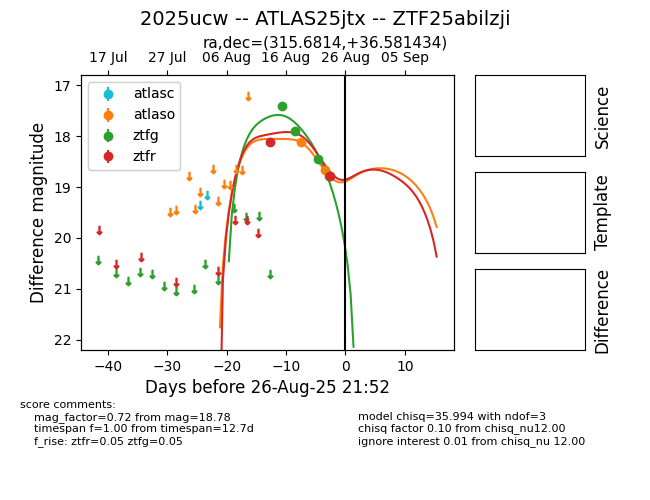 2025ucw -- ATLAS25jtx -- ZTF25abilzji
ra,dec=(315.6814,+36.581434)
17 Jul 27 Jul 06 Aug 16 Aug 26 Aug 05 Sep
atlasc
atlaso
ztfg
ztfr
17
18
19
20
21
22
Difference magnitude
−40 −30 −20 −10 0 10
Days before 26-Aug-25 21:52
Science
Template
Difference
score comments:
mag_factor=0.72 from mag=18.78
timespan f=1.00 from timespan=12.7d
f_rise: ztfr=0.05 ztfg=0.05
model chisq=35.994 with ndof=3
chisq factor 0.10 from chisq_nu12.00
ignore interest 0.01 from chisq_nu 12.00